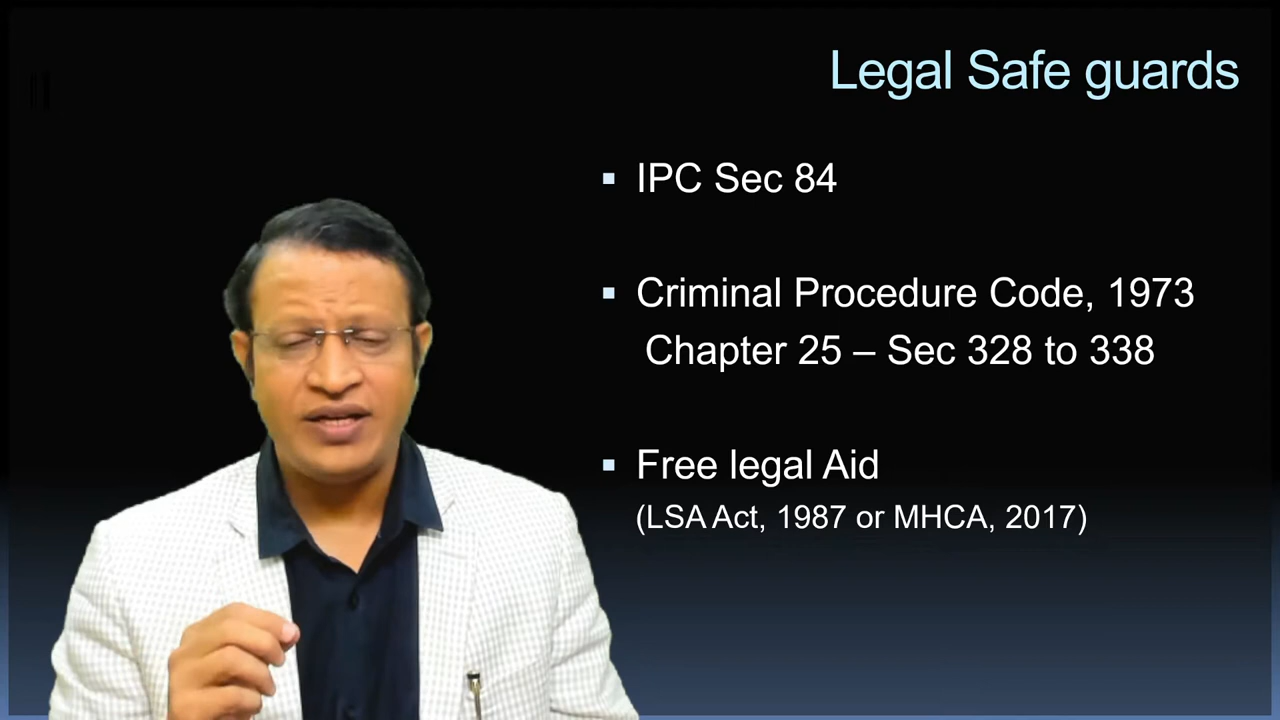 Legal Safe guards
▪ IPC Sec 84
▪ Criminal Procedure Code, 1973
Chapter 25 – Sec 328 to 338
▪ Free legal Aid
(LSA Act, 1987 or MHCA, 2017)